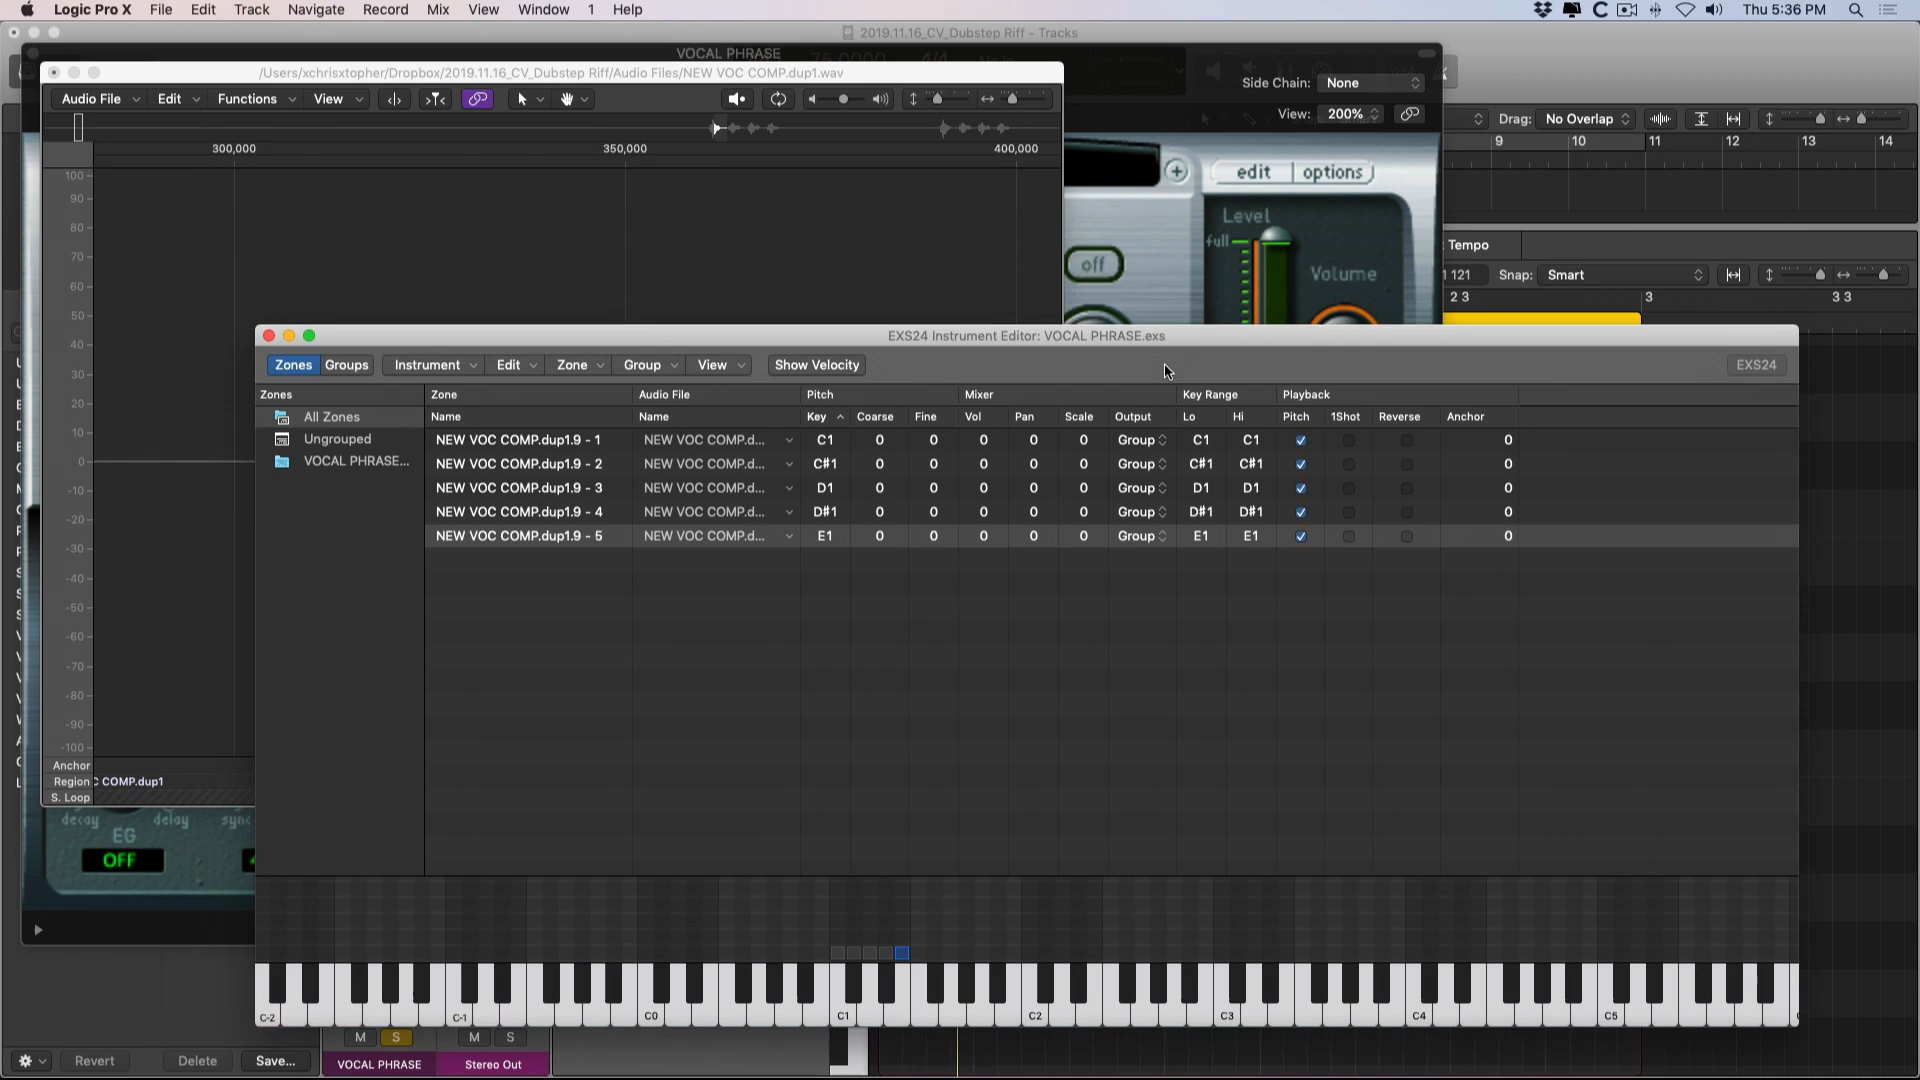 Logic Pro X File Edit Track Navigate Record Mix View Window 1 Help
Thu 5:36 PM
2019.11.16_CV_Dubstep Riff - Tracks
VOCAL PHRASE
/Users/xchrisxtopher/Dropbox/2019.11.16_CV_Dubstep Riff/Audio Files/NEW VOC COMP.dup1.wav
Side Chain: None
Audio File Edit Functions View
View: 200%
Drag: No Overlap
9 10 11 12 13 14
300,000 350,000 400,000
edit options
Level
full
off
Volume
Tempo
1 121 Snap: Smart
2 3 3 3 3
100
90
80
70
60
50
40
30
20
10
0
-10
-20
-30
-40
-50
-60
-70
-80
-90
-100
Anchor
Region C COMP.dup1
S. Loop
decay delay sync
EG
OFF
EXS24 Instrument Editor: VOCAL PHRASE.exs
Zones Groups Instrument Edit Zone Group View Show Velocity EXS24
Zones Zone Audio File Pitch Mixer Key Range Playback
All Zones
Ungrouped
VOCAL PHRASE...
Name Name Key Coarse Fine Vol Pan Scale Output Lo Hi Pitch 1Shot Reverse Anchor
NEW VOC COMP.dup1.9 - 1 NEW VOC COMP.d... C1 0 0 0 0 0 Group C1 C1 0
NEW VOC COMP.dup1.9 - 2 NEW VOC COMP.d... C#1 0 0 0 0 0 Group C#1 C#1 0
NEW VOC COMP.dup1.9 - 3 NEW VOC COMP.d... D1 0 0 0 0 0 Group D1 D1 0
NEW VOC COMP.dup1.9 - 4 NEW VOC COMP.d... D#1 0 0 0 0 0 Group D#1 D#1 0
NEW VOC COMP.dup1.9 - 5 NEW VOC COMP.d... E1 0 0 0 0 0 Group E1 E1 0
C-2 C-1 C0 C1 C2 C3 C4 C5
M S M S
Revert Delete Save... VOCAL PHRASE Stereo Out